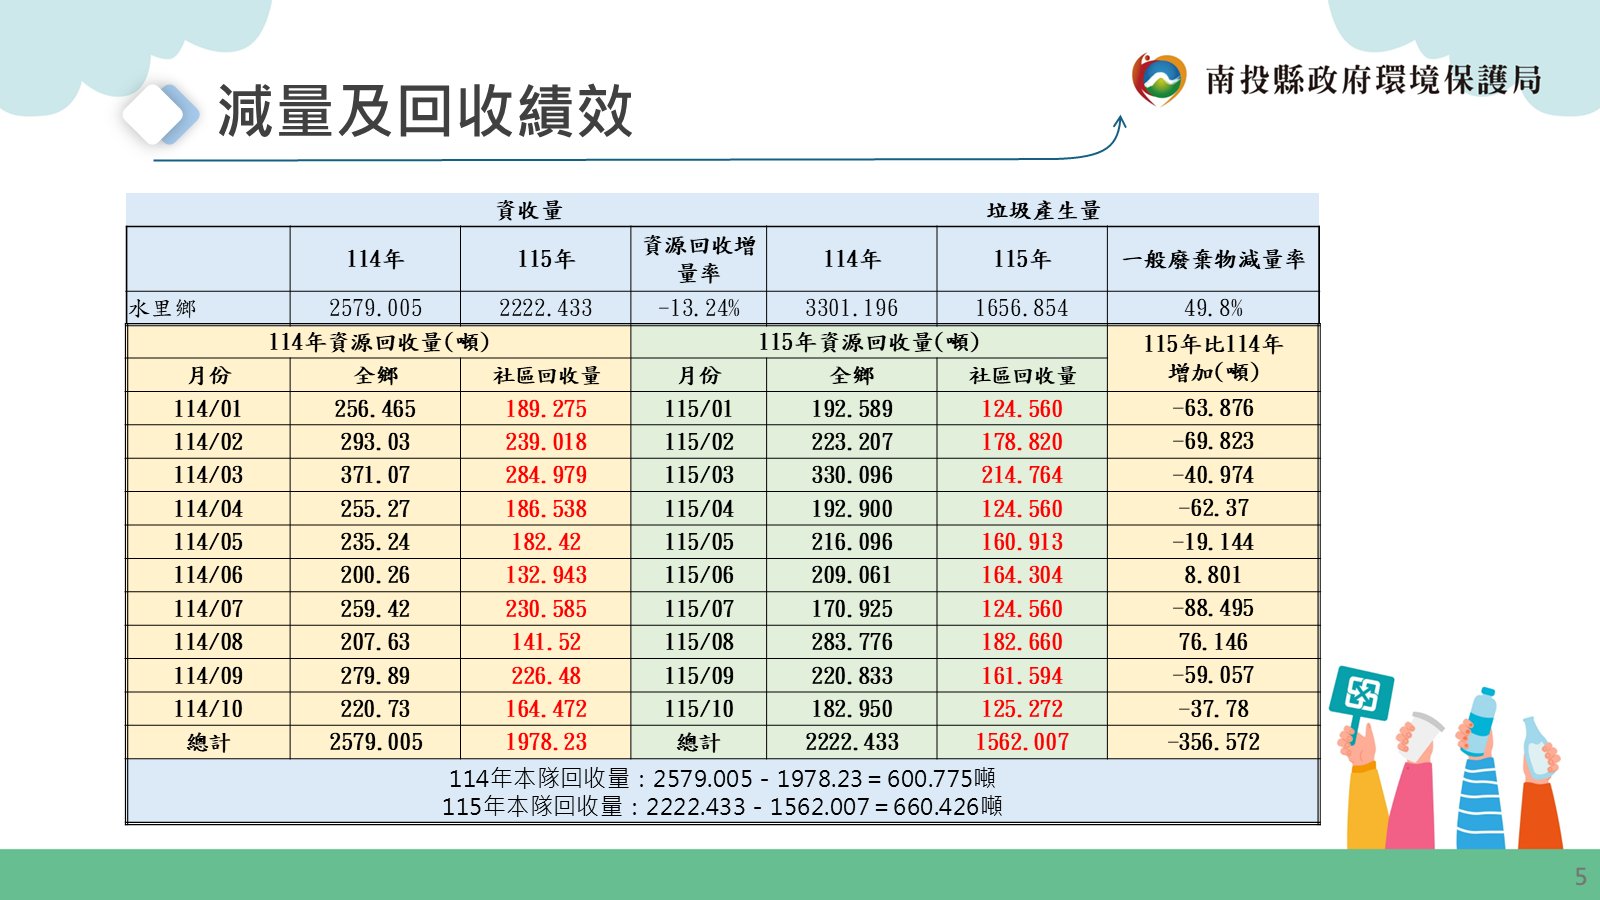 減量及回收績效
南投縣政府環境保護局
資收量 垃圾產生量
114年 115年 資源回收增量率 114年 115年 一般廢棄物減量率
水里鄉 2579.005 2222.433 -13.24% 3301.196 1656.854 49.8%
114年資源回收量(噸) 115年資源回收量(噸) 115年比114年增加(噸)
月份 全鄉 社區回收量 月份 全鄉 社區回收量
114/01 256.465 189.275 115/01 192.589 124.560 -63.876
114/02 293.03 239.018 115/02 223.207 178.820 -69.823
114/03 371.07 284.979 115/03 330.096 214.764 -40.974
114/04 255.27 186.538 115/04 192.900 124.560 -62.37
114/05 235.24 182.42 115/05 216.096 160.913 -19.144
114/06 200.26 132.943 115/06 209.061 164.304 8.801
114/07 259.42 230.585 115/07 170.925 124.560 -88.495
114/08 207.63 141.52 115/08 283.776 182.660 76.146
114/09 279.89 226.48 115/09 220.833 161.594 -59.057
114/10 220.73 164.472 115/10 182.950 125.272 -37.78
總計 2579.005 1978.23 總計 2222.433 1562.007 -356.572
114年本隊回收量：2579.005－1978.23＝600.775噸
115年本隊回收量：2222.433－1562.007＝660.426噸
5